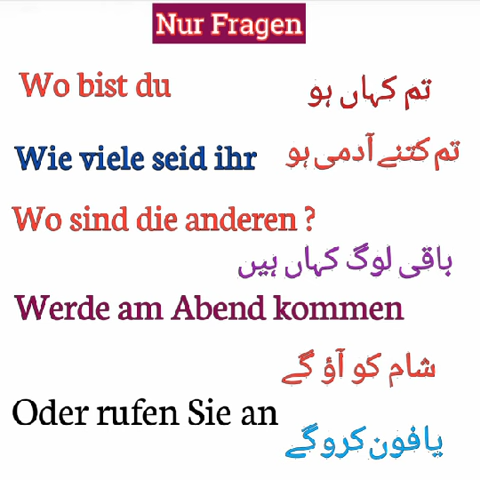 Nur Fragen
Wo bist du
تم کہاں ہو
Wie viele seid ihr
تم کتنے آدمی ہو
Wo sind die anderen ?
باقی لوگ کہاں ہیں
Werde am Abend kommen
شام کو آؤ گے
Oder rufen Sie an
یا فون کرو گے